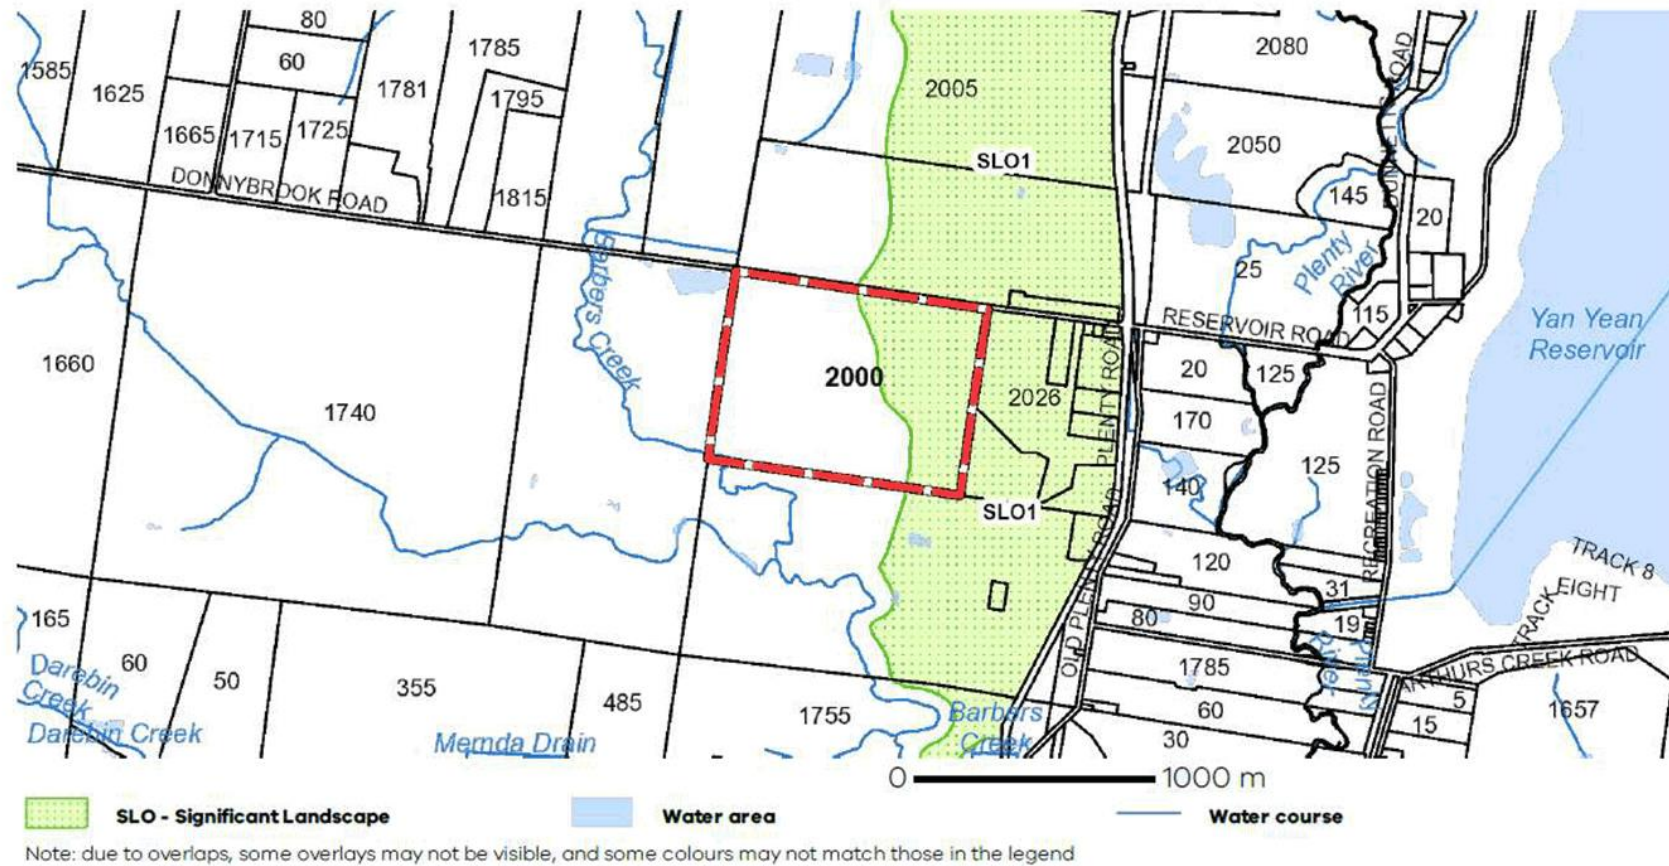 80
1785
2080
60
1585
1781
2005
1625
1795
1665
1715
1725
2050
SLO1
DONNYBROOK ROAD
1815
145
20
Barbers Creek
Plenty River
25
115
RESERVOIR ROAD
Yan Yean
Reservoir
1660
2000
20
125
PLENTY ROAD
2026
1740
170
RECREATION ROAD
125
140
SLO1
OLD PLENTY ROAD
120
TRACK 8
31
TRACK EIGHT
90
165
80
19
60
Darebin
Creek
50
355
1785
River
Plenty
ARTHURS CREEK ROAD
485
5
60
1755
Barbers
Creek
15
1657
Darebin Creek
Mernda Drain
30
0 1000 m
SLO - Significant Landscape
Water area
Water course
Note: due to overlaps, some overlays may not be visible, and some colours may not match those in the legend